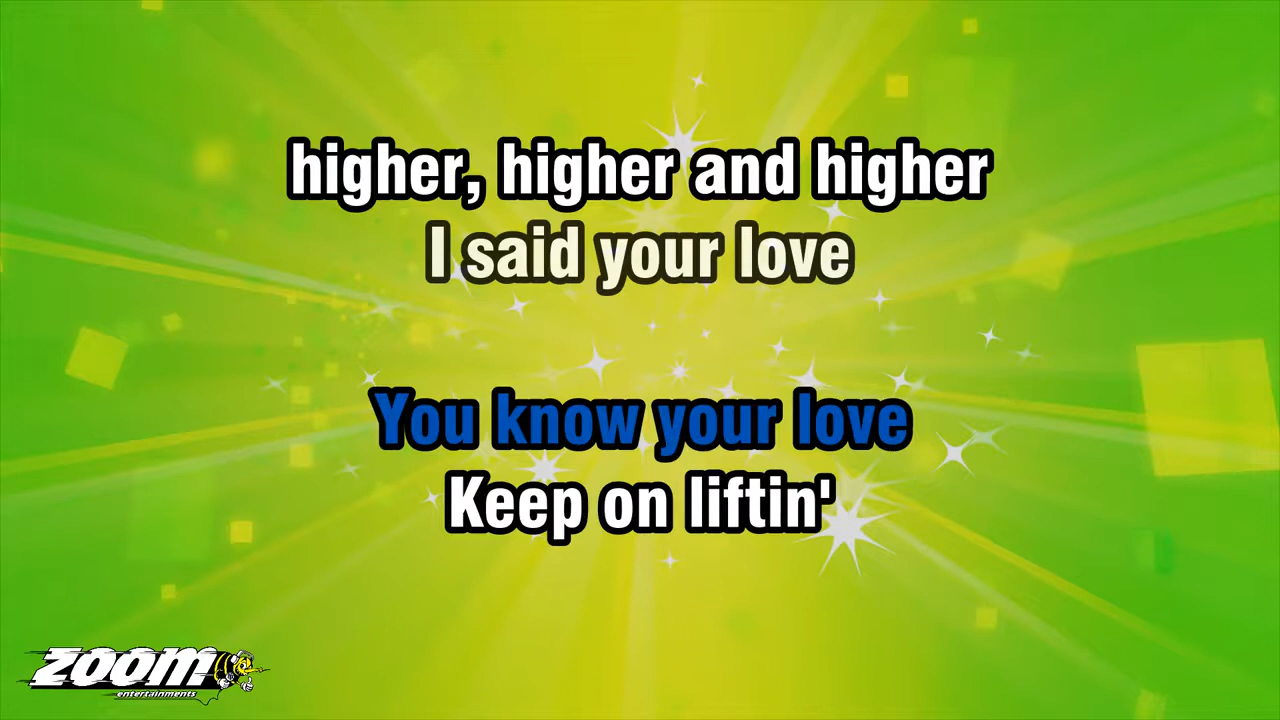 higher, higher and higher
I said your love
You know your love
Keep on liftin'
ZOOM
entertainments